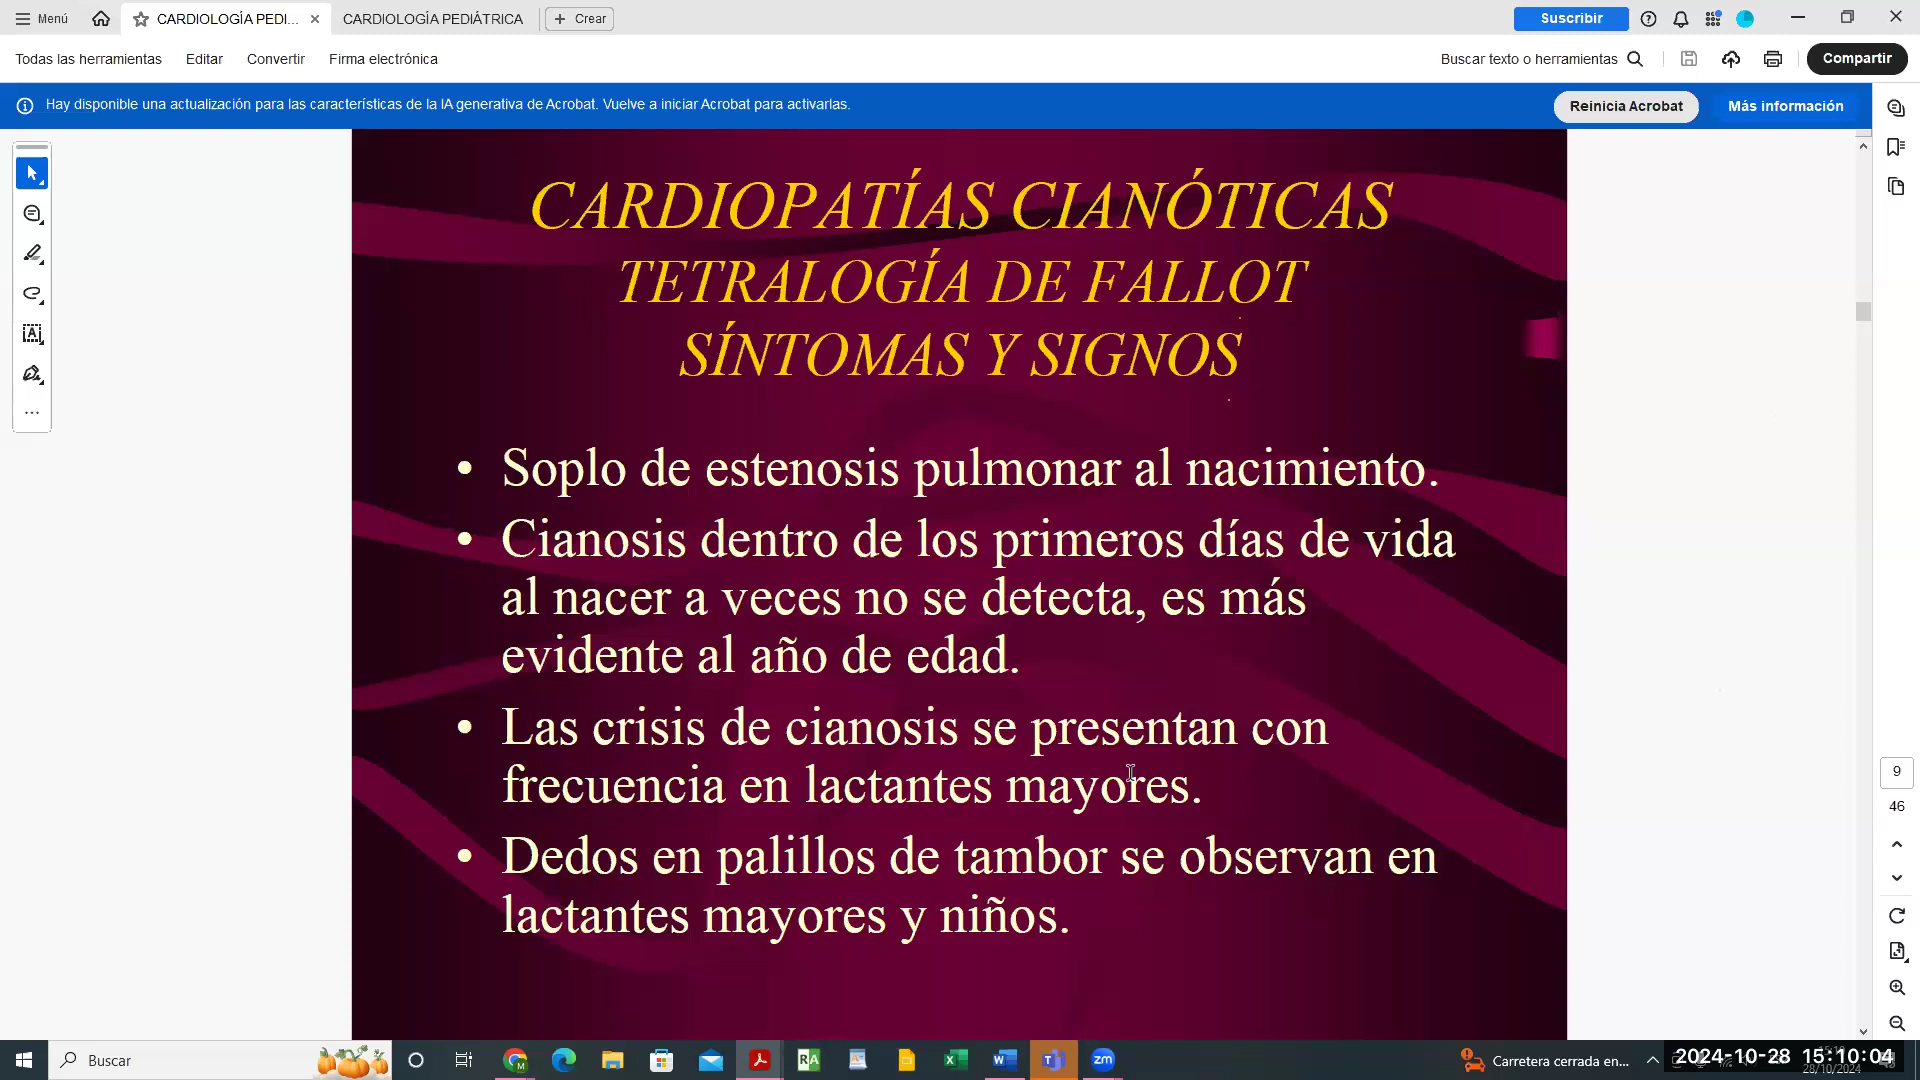 Menú
CARDIOLOGÍA PEDI...
CARDIOLOGÍA PEDIÁTRICA
Crear
Suscribir
Todas las herramientas
Editar
Convertir
Firma electrónica
Buscar texto o herramientas
Compartir
Hay disponible una actualización para las características de la IA generativa de Acrobat. Vuelve a iniciar Acrobat para activarlas.
Reinicia Acrobat
Más información
CARDIOPATÍAS CIANÓTICAS
TETRALOGÍA DE FALLOT
SÍNTOMAS Y SIGNOS
• Soplo de estenosis pulmonar al nacimiento.
• Cianosis dentro de los primeros días de vida
al nacer a veces no se detecta, es más
evidente al año de edad.
• Las crisis de cianosis se presentan con
frecuencia en lactantes mayores.
• Dedos en palillos de tambor se observan en
lactantes mayores y niños.
9
46
Buscar
Carretera cerrada en...
2024-10-28 15:10:04
28/10/2024